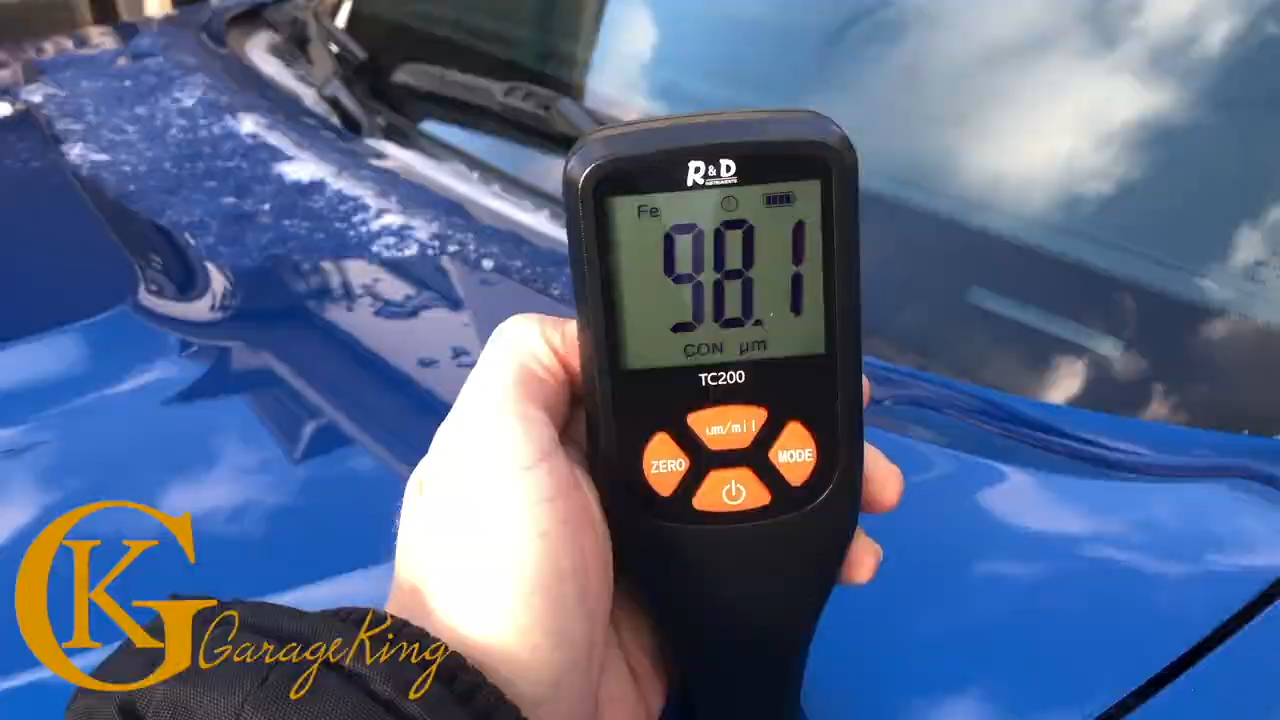 R&D
INSTRUMENTS
Fe
98.1
CON µm
TC200
um/mil
ZERO
MODE
GK
GarageKing